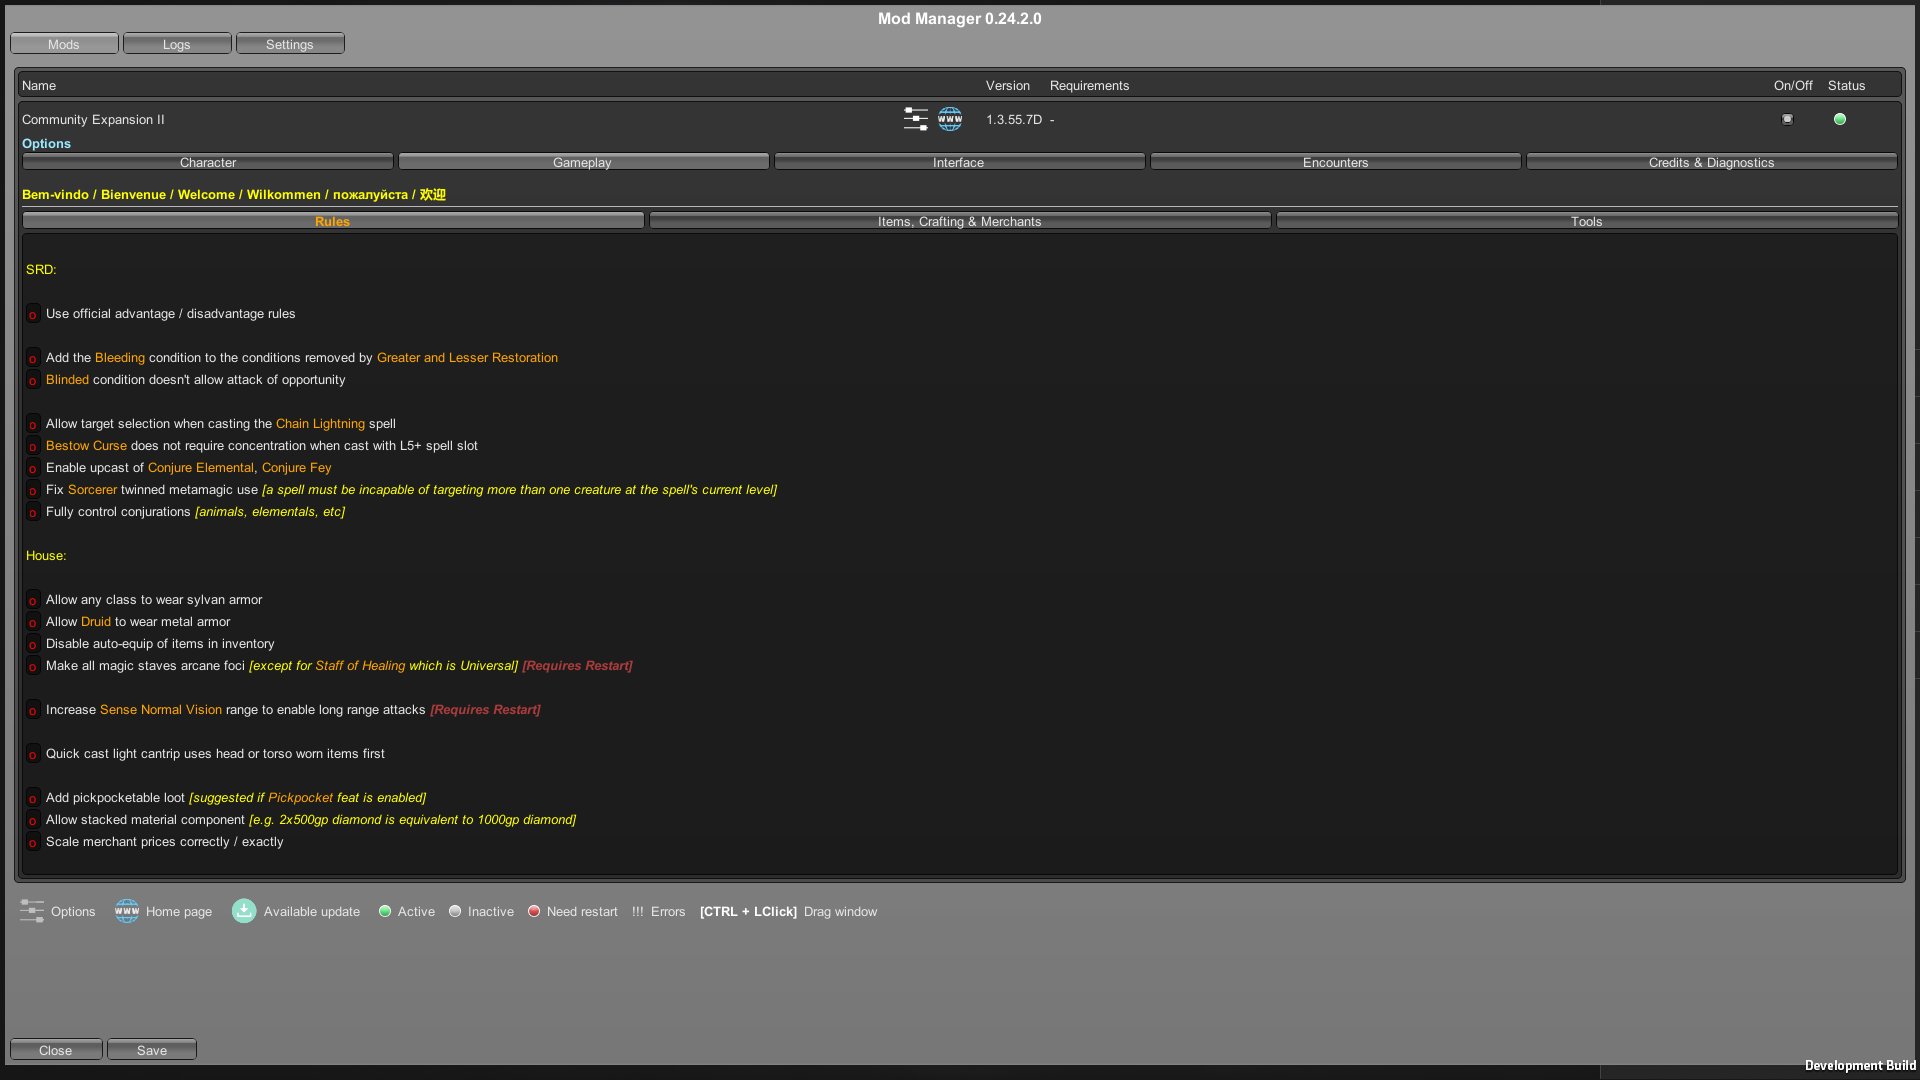 Mod Manager 0.24.2.0
Mods Logs Settings
Name Version Requirements On/Off Status
Community Expansion II WWW 1.3.55.7D - 
Options
Character Gameplay Interface Encounters Credits & Diagnostics
Bem-vindo / Bienvenue / Welcome / Wilkommen / пожалуйста / 欢迎
Rules Items, Crafting & Merchants Tools
SRD:
o Use official advantage / disadvantage rules
o Add the Bleeding condition to the conditions removed by Greater and Lesser Restoration
o Blinded condition doesn't allow attack of opportunity
o Allow target selection when casting the Chain Lightning spell
o Bestow Curse does not require concentration when cast with L5+ spell slot
o Enable upcast of Conjure Elemental, Conjure Fey
o Fix Sorcerer twinned metamagic use [a spell must be incapable of targeting more than one creature at the spell's current level]
o Fully control conjurations [animals, elementals, etc]
House:
o Allow any class to wear sylvan armor
o Allow Druid to wear metal armor
o Disable auto-equip of items in inventory
o Make all magic staves arcane foci [except for Staff of Healing which is Universal] [Requires Restart]
o Increase Sense Normal Vision range to enable long range attacks [Requires Restart]
o Quick cast light cantrip uses head or torso worn items first
o Add pickpocketable loot [suggested if Pickpocket feat is enabled]
o Allow stacked material component [e.g. 2x500gp diamond is equivalent to 1000gp diamond]
o Scale merchant prices correctly / exactly
Options WWW Home page Available update Active Inactive Need restart !!! Errors [CTRL + LClick] Drag window
Close Save
Development Build